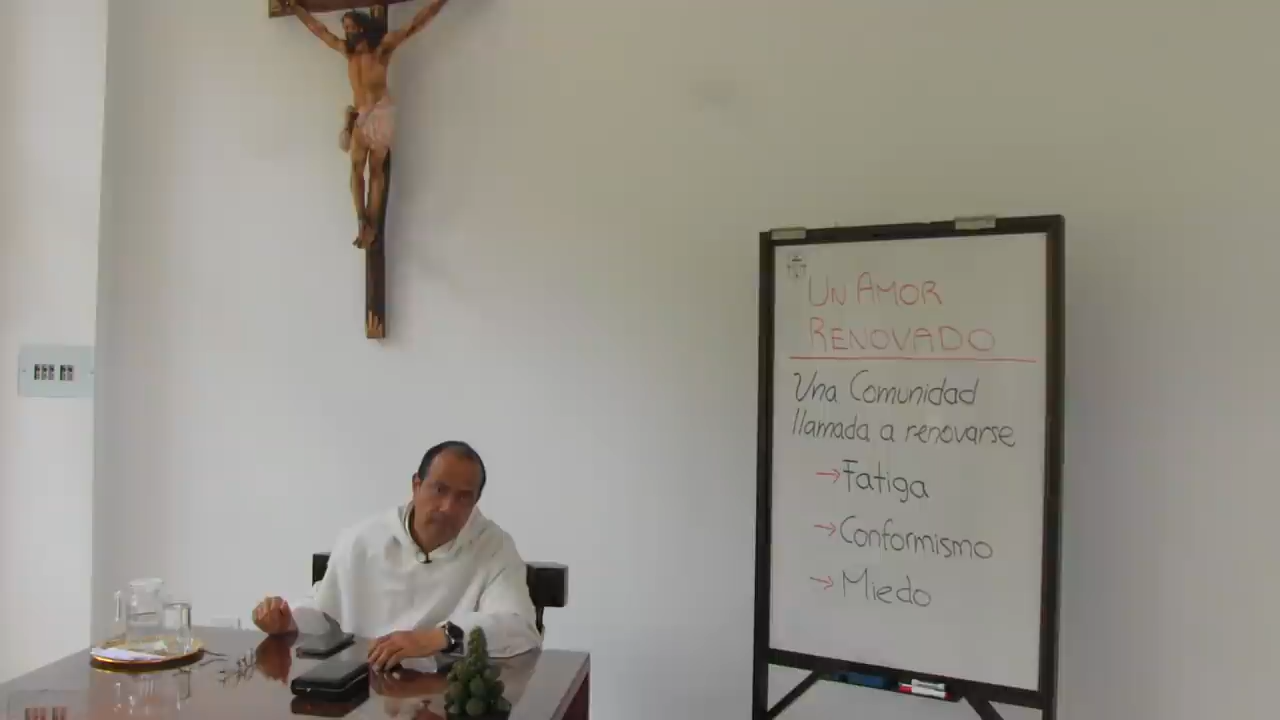 UN AMOR
RENOVADO
Una Comunidad
llamada a renovarse
→Fatiga
→Conformismo
→Miedo